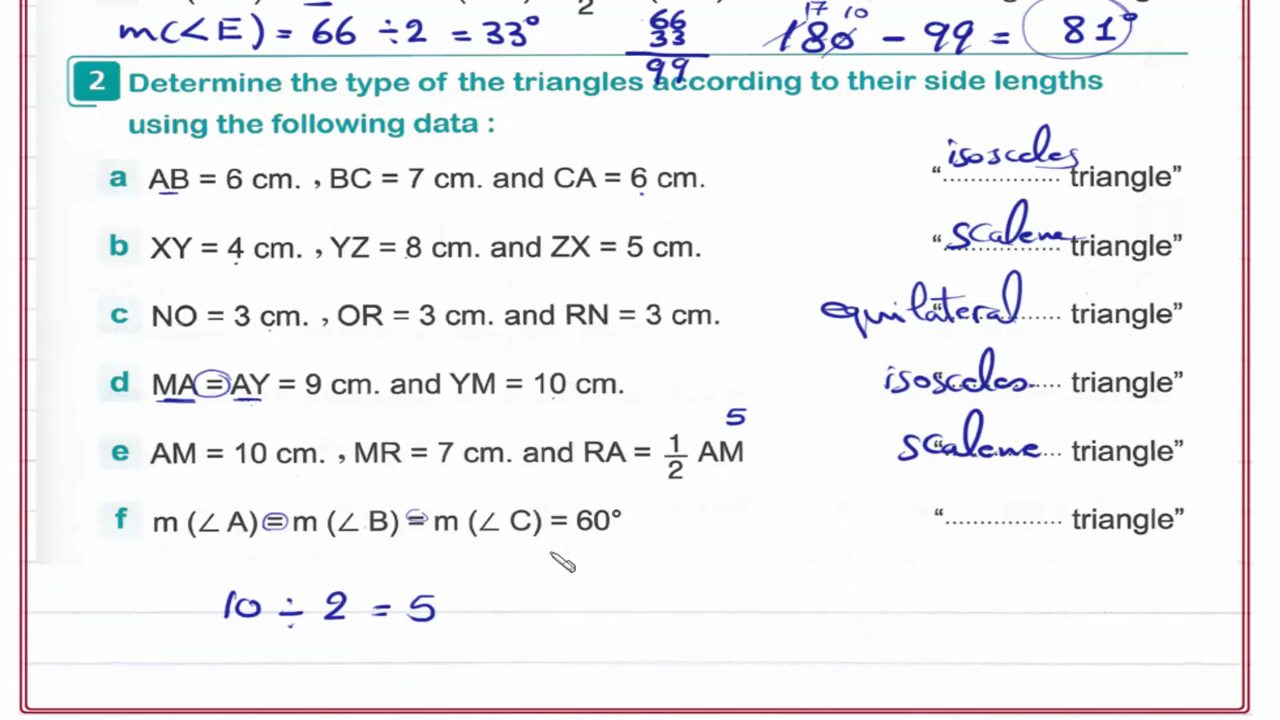 m(<E) = 66 ÷ 2 = 33°
66
33
99
17 10
180 - 99 = 81°
2 Determine the type of the triangles according to their side lengths
using the following data :
a AB = 6 cm. , BC = 7 cm. and CA = 6 cm. "isosceles triangle"
b XY = 4 cm. , YZ = 8 cm. and ZX = 5 cm. "scalene triangle"
c NO = 3 cm. , OR = 3 cm. and RN = 3 cm. "equilateral triangle"
d MA = AY = 9 cm. and YM = 10 cm. "isosceles triangle"
5
e AM = 10 cm. , MR = 7 cm. and RA = 1/2 AM "scalene triangle"
f m (∠ A) = m (∠ B) = m (∠ C) = 60° "................. triangle"
10 ÷ 2 = 5